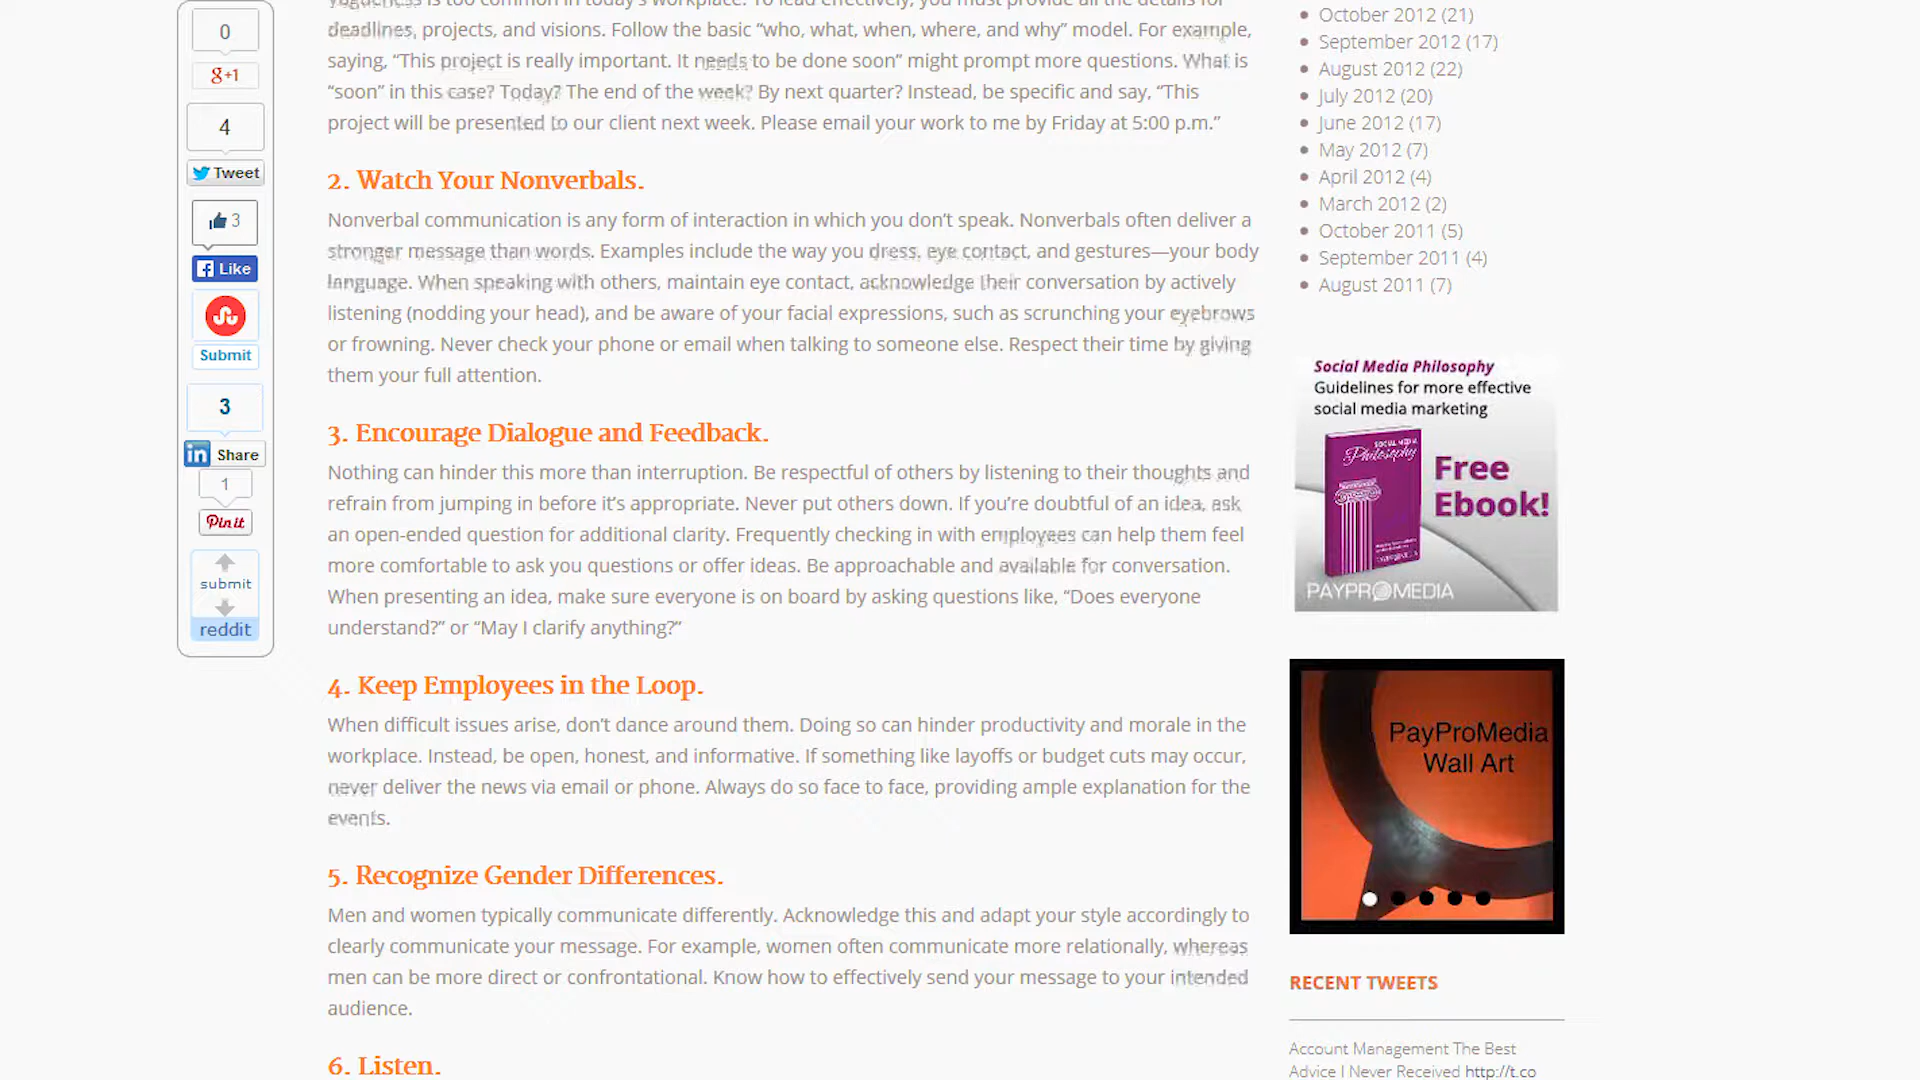 0
g+1
4
Tweet
3
Like
Submit
3
in Share
1
Pin it
submit
reddit
is too common in today's workplace. To lead effectively, you must provide all the details for
deadlines, projects, and visions. Follow the basic “who, what, when, where, and why” model. For example,
saying, “This project is really important. It needs to be done soon” might prompt more questions. What is
“soon” in this case? Today? The end of the week? By next quarter? Instead, be specific and say, “This
project will be presented to our client next week. Please email your work to me by Friday at 5:00 p.m.”
2. Watch Your Nonverbals.
Nonverbal communication is any form of interaction in which you don’t speak. Nonverbals often deliver a
stronger message than words. Examples include the way you dress, eye contact, and gestures—your body
language. When speaking with others, maintain eye contact, acknowledge their conversation by actively
listening (nodding your head), and be aware of your facial expressions, such as scrunching your eyebrows
or frowning. Never check your phone or email when talking to someone else. Respect their time by giving
them your full attention.
3. Encourage Dialogue and Feedback.
Nothing can hinder this more than interruption. Be respectful of others by listening to their thoughts and
refrain from jumping in before it’s appropriate. Never put others down. If you’re doubtful of an idea, ask
an open-ended question for additional clarity. Frequently checking in with employees can help them feel
more comfortable to ask you questions or offer ideas. Be approachable and available for conversation.
When presenting an idea, make sure everyone is on board by asking questions like, “Does everyone
understand?” or “May I clarify anything?”
4. Keep Employees in the Loop.
When difficult issues arise, don’t dance around them. Doing so can hinder productivity and morale in the
workplace. Instead, be open, honest, and informative. If something like layoffs or budget cuts may occur,
never deliver the news via email or phone. Always do so face to face, providing ample explanation for the
events.
5. Recognize Gender Differences.
Men and women typically communicate differently. Acknowledge this and adapt your style accordingly to
clearly communicate your message. For example, women often communicate more relationally, whereas
men can be more direct or confrontational. Know how to effectively send your message to your intended
audience.
6. Listen.
October 2012 (21)
September 2012 (17)
August 2012 (22)
July 2012 (20)
June 2012 (17)
May 2012 (7)
April 2012 (4)
March 2012 (2)
October 2011 (5)
September 2011 (4)
August 2011 (7)
Social Media Philosophy
Guidelines for more effective
social media marketing
SOCIAL MEDIA
Philosophy
Free
Ebook!
PAYPROMEDIA
PayProMedia
Wall Art
RECENT TWEETS
Account Management The Best
Advice I Never Received http://t.co